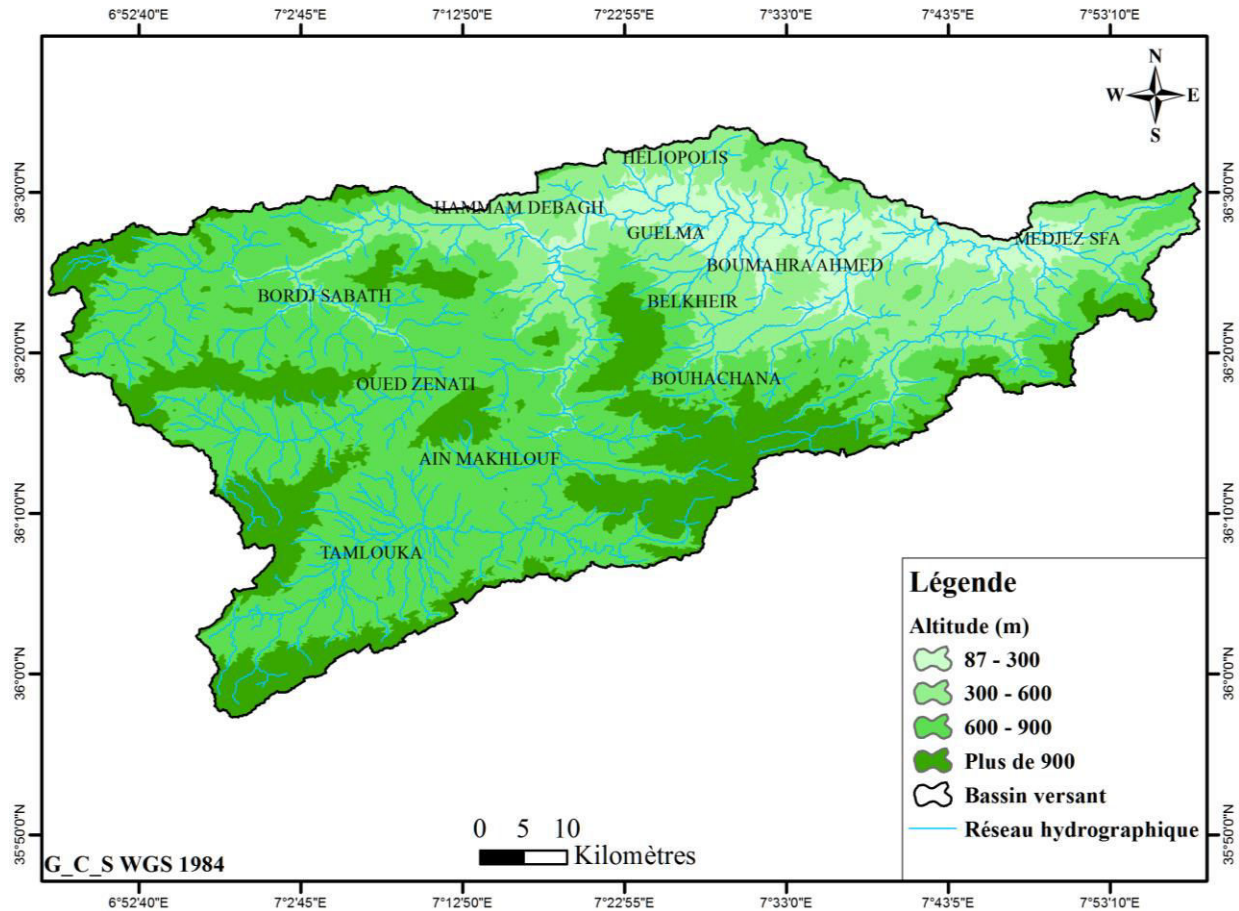 6°52'40"E 7°2'45"E 7°12'50"E 7°22'55"E 7°33'0"E 7°43'5"E 7°53'10"E
N
W E
S
36°30'0"N 36°30'0"N
36°20'0"N 36°20'0"N
36°10'0"N 36°10'0"N
36°0'0"N 36°0'0"N
35°50'0"N 35°50'0"N
HELIOPOLIS
HAMMAM DEBAGH
GUELMA
MEDJEZ SFA
BOUMAHRA AHMED
BORDJ SABATH
BELKHEIR
OUED ZENATI
BOUHACHANA
AIN MAKHLOUF
TAMLOUKA
Légende
Altitude (m)
87 - 300
300 - 600
600 - 900
Plus de 900
Bassin versant
Réseau hydrographique
0 5 10
Kilomètres
G_C_S WGS 1984
6°52'40"E 7°2'45"E 7°12'50"E 7°22'55"E 7°33'0"E 7°43'5"E 7°53'10"E